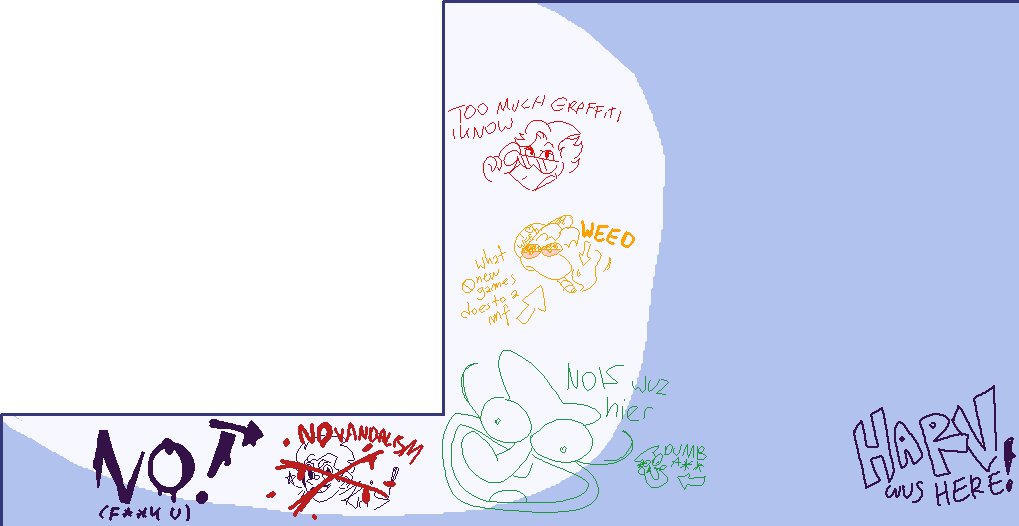 TOO MUCH GRAFFITI
I KNOW
WEED
What
new
games
does to a
mf
NOIS wuz
hier
DUMB
A**
NO!
(F**K U)
NO VANDALISM
HARV!
WUS HERE!